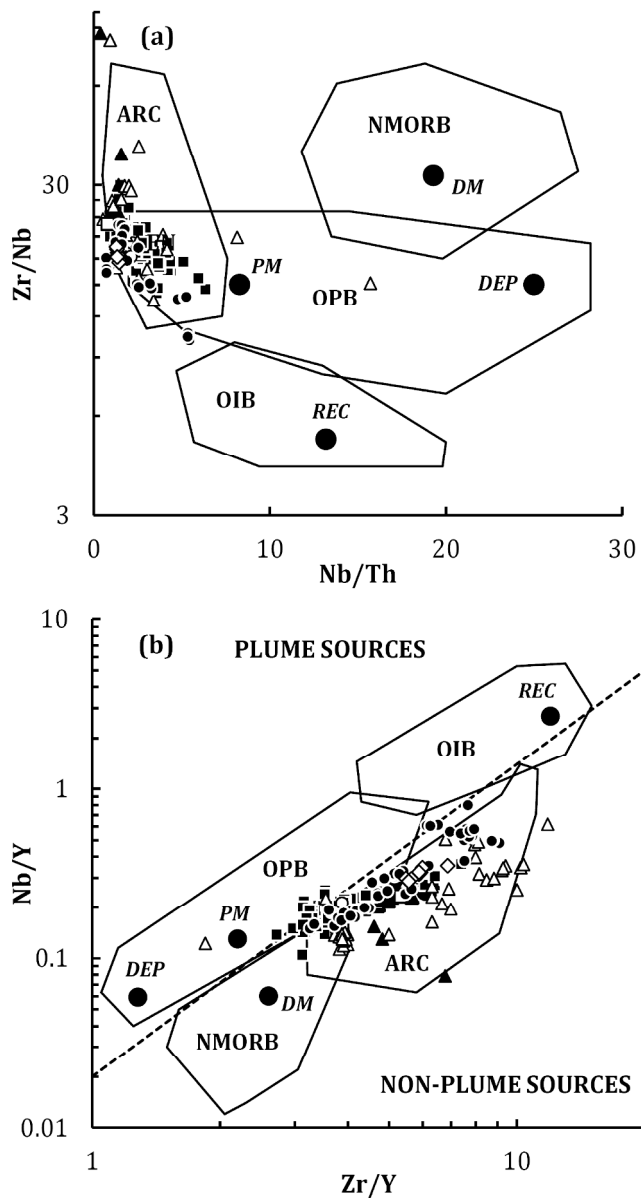 (a)
ARC
NMORB
DM
30
PM
OPB
DEP
OIB
REC
3
0
10
20
30
Zr/Nb
Nb/Th
10
(b)
PLUME SOURCES
REC
OIB
1
OPB
PM
0.1
DEP
DM
ARC
NMORB
NON-PLUME SOURCES
0.01
1
10
Nb/Y
Zr/Y